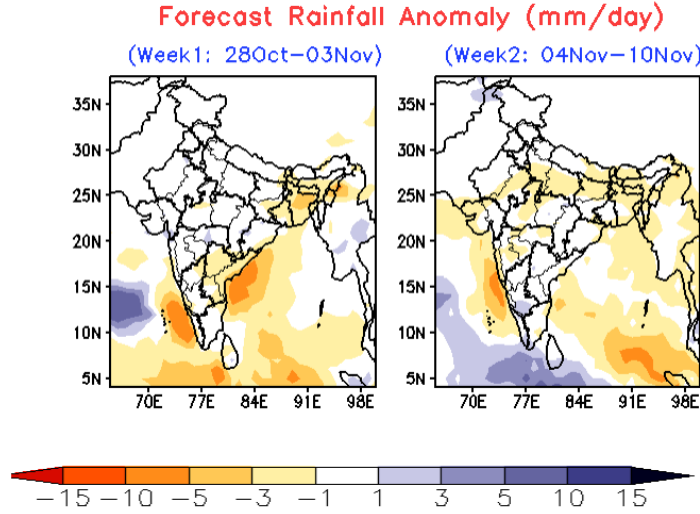 Forecast Rainfall Anomaly (mm/day)
(Week1: 28Oct−03Nov) (Week2: 04Nov−10Nov)
35N 35N
30N 30N
25N 25N
20N 20N
15N 15N
10N 10N
5N 5N
70E 77E 84E 91E 98E 70E 77E 84E 91E 98E
−15 −10 −5 −3 −1 1 3 5 10 15